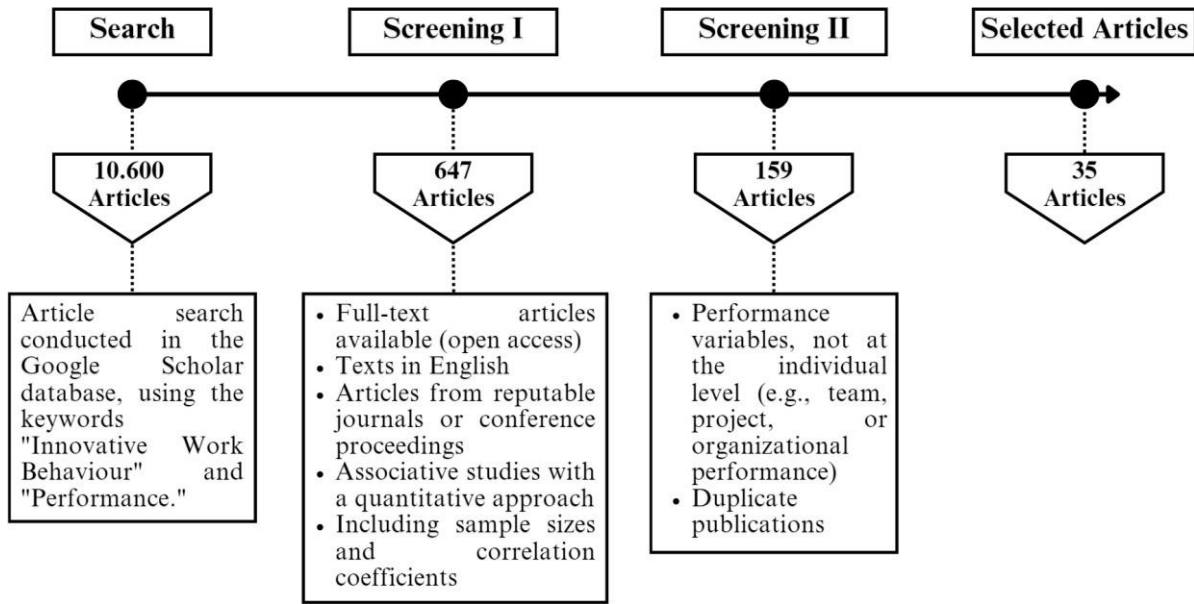 Search
Screening I
Screening II
Selected Articles
10.600
Articles
647
Articles
159
Articles
35
Articles
Article search
conducted in the
Google Scholar
database, using the
keywords
"Innovative Work
Behaviour" and
"Performance."
• Full-text articles
available (open access)
• Texts in English
• Articles from reputable
journals or conference
proceedings
• Associative studies with
a quantitative approach
• Including sample sizes
and correlation
coefficients
• Performance
variables, not at
the individual
level (e.g., team,
project, or
organizational
performance)
• Duplicate
publications